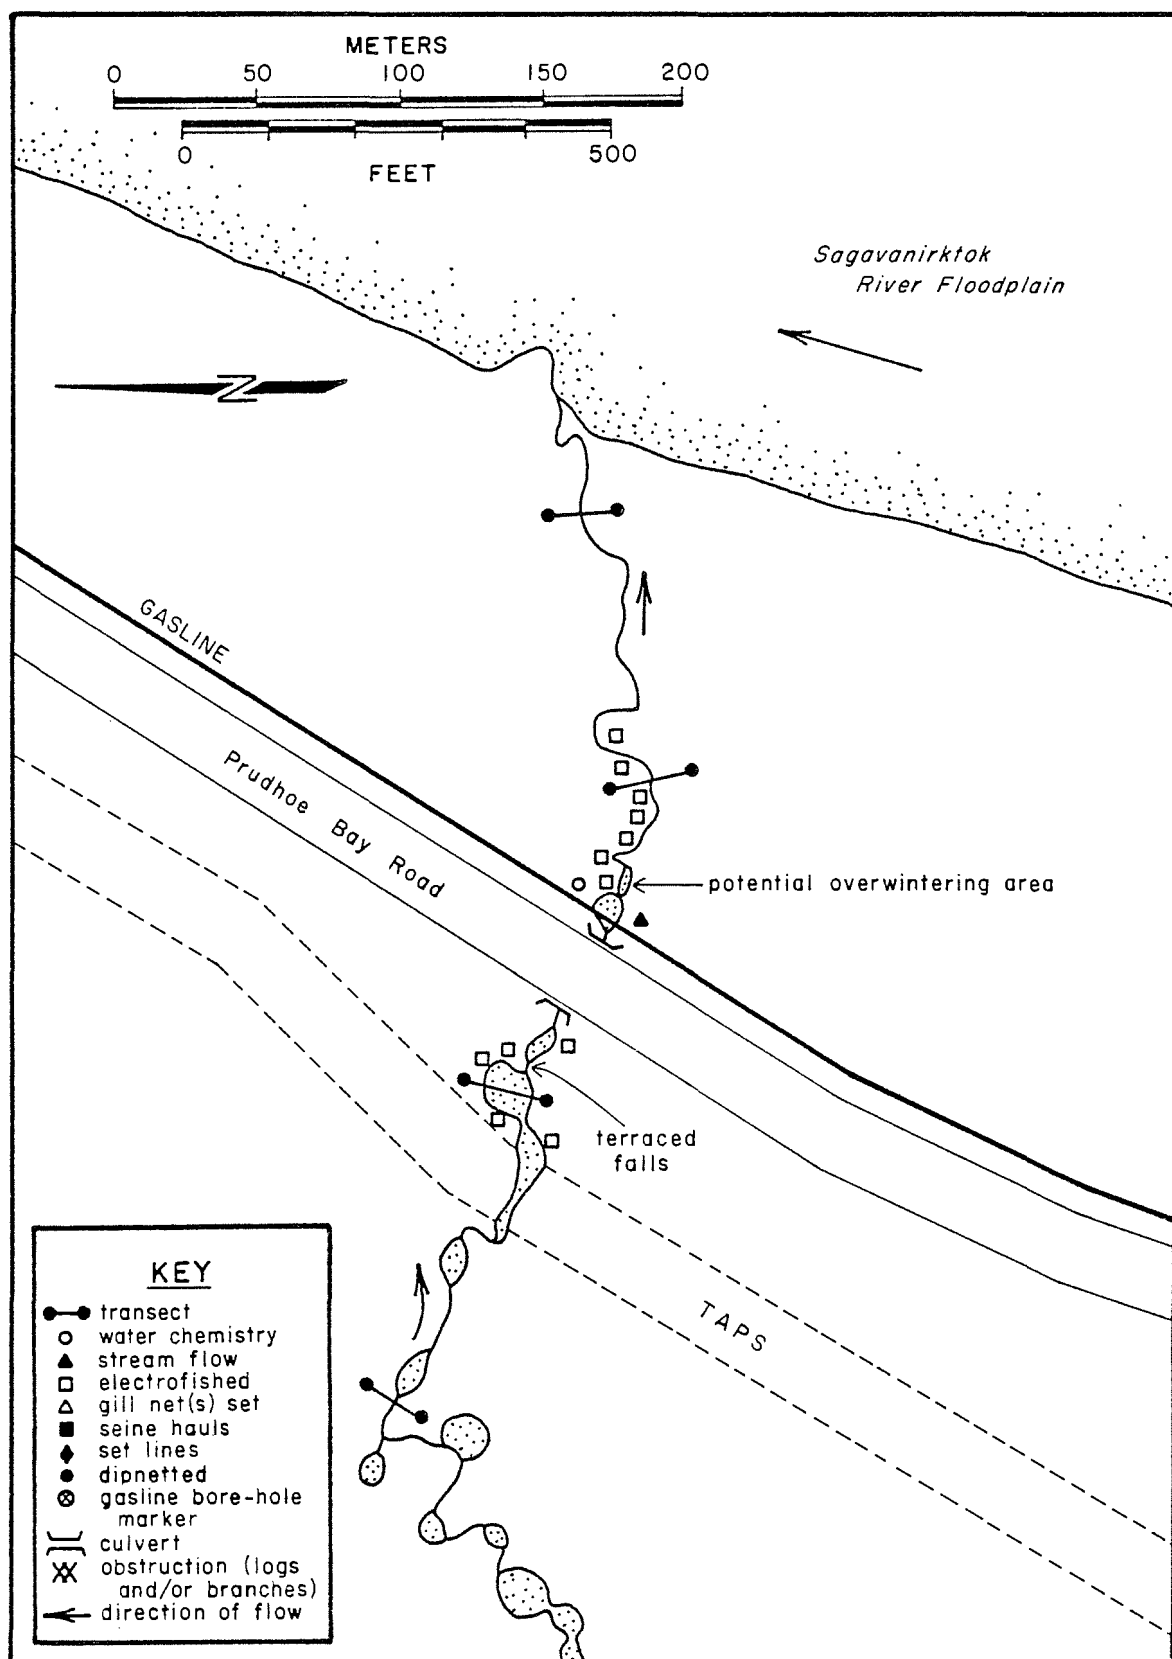 METERS
0 50 100 150 200
0 500
FEET
Sagavanirktok
River Floodplain
N
GASLINE
Prudhoe Bay Road
potential overwintering area
terraced
falls
TAPS
KEY
transect
water chemistry
stream flow
electrofished
gill net(s) set
seine hauls
set lines
dipnetted
gasline bore-hole
marker
culvert
obstruction (logs
and/or branches)
direction of flow